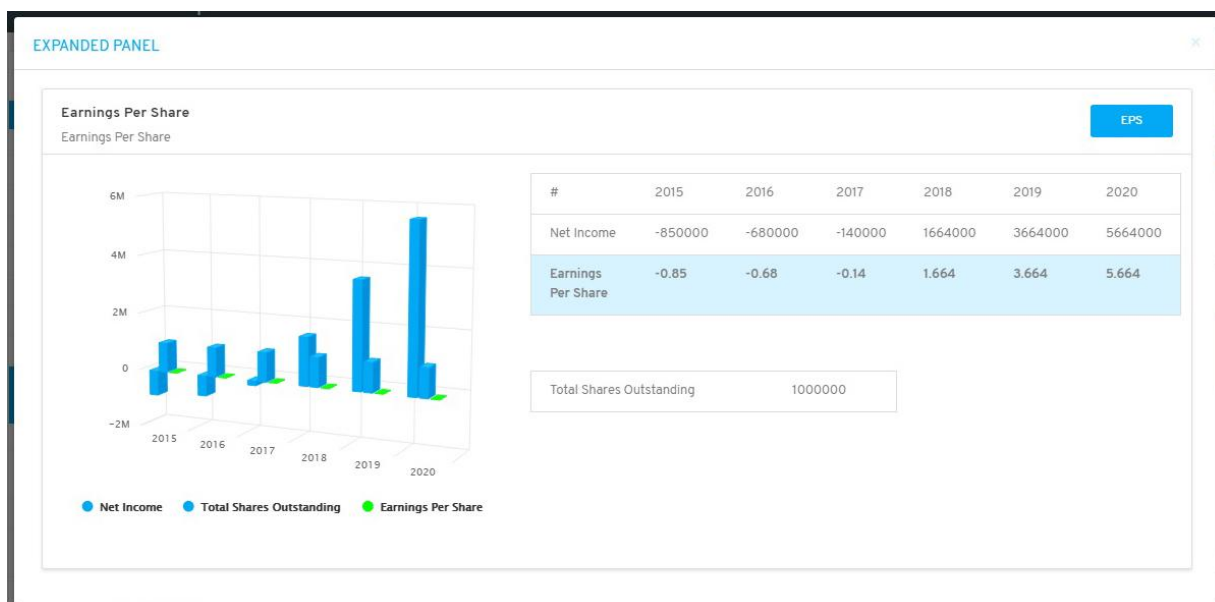 EXPANDED PANEL
×
Earnings Per Share
Earnings Per Share
EPS
6M
4M
2M
0
-2M
2015
2016
2017
2018
2019
2020
Net Income
Total Shares Outstanding
Earnings Per Share
# 2015 2016 2017 2018 2019 2020
Net Income -850000 -680000 -140000 1664000 3664000 5664000
Earnings -0.85 -0.68 -0.14 1.664 3.664 5.664
Per Share
Total Shares Outstanding 1000000